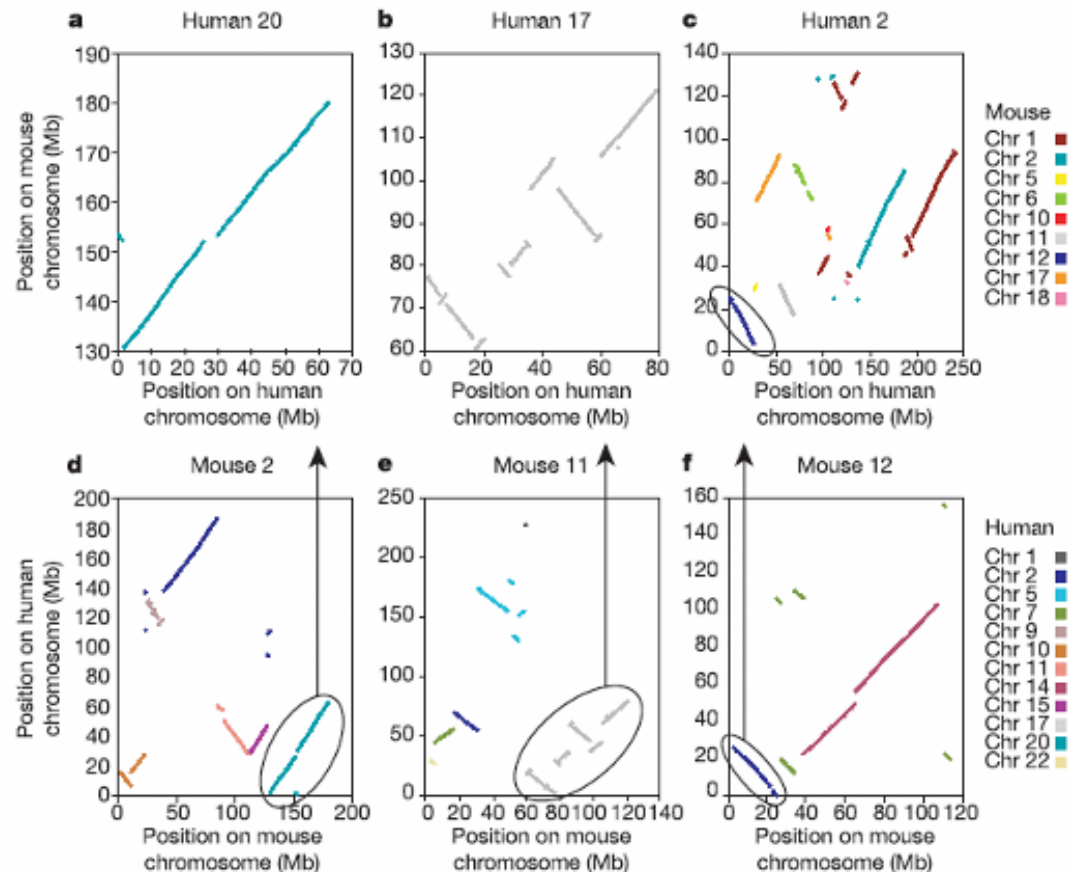 a Human 20
190
180
170
160
150
140
130
0 10 20 30 40 50 60 70
Position on mouse
chromosome (Mb)
Position on human
chromosome (Mb)
b Human 17
130
120
110
100
90
80
70
60
0 20 40 60 80
Position on human
chromosome (Mb)
c Human 2
140
120
100
80
60
40
20
0
50 100 150 200 250
Position on human
chromosome (Mb)
Mouse
Chr 1
Chr 2
Chr 5
Chr 6
Chr 10
Chr 11
Chr 12
Chr 17
Chr 18
d Mouse 2
200
180
160
140
120
100
80
60
40
20
0
0 50 100 150 200
Position on human
chromosome (Mb)
Position on mouse
chromosome (Mb)
e Mouse 11
250
200
150
100
50
0
0 20 40 60 80 100 120 140
Position on mouse
chromosome (Mb)
f Mouse 12
160
140
120
100
80
60
40
20
0
0 20 40 60 80 100 120
Position on mouse
chromosome (Mb)
Human
Chr 1
Chr 2
Chr 5
Chr 7
Chr 9
Chr 10
Chr 11
Chr 14
Chr 15
Chr 17
Chr 20
Chr 22